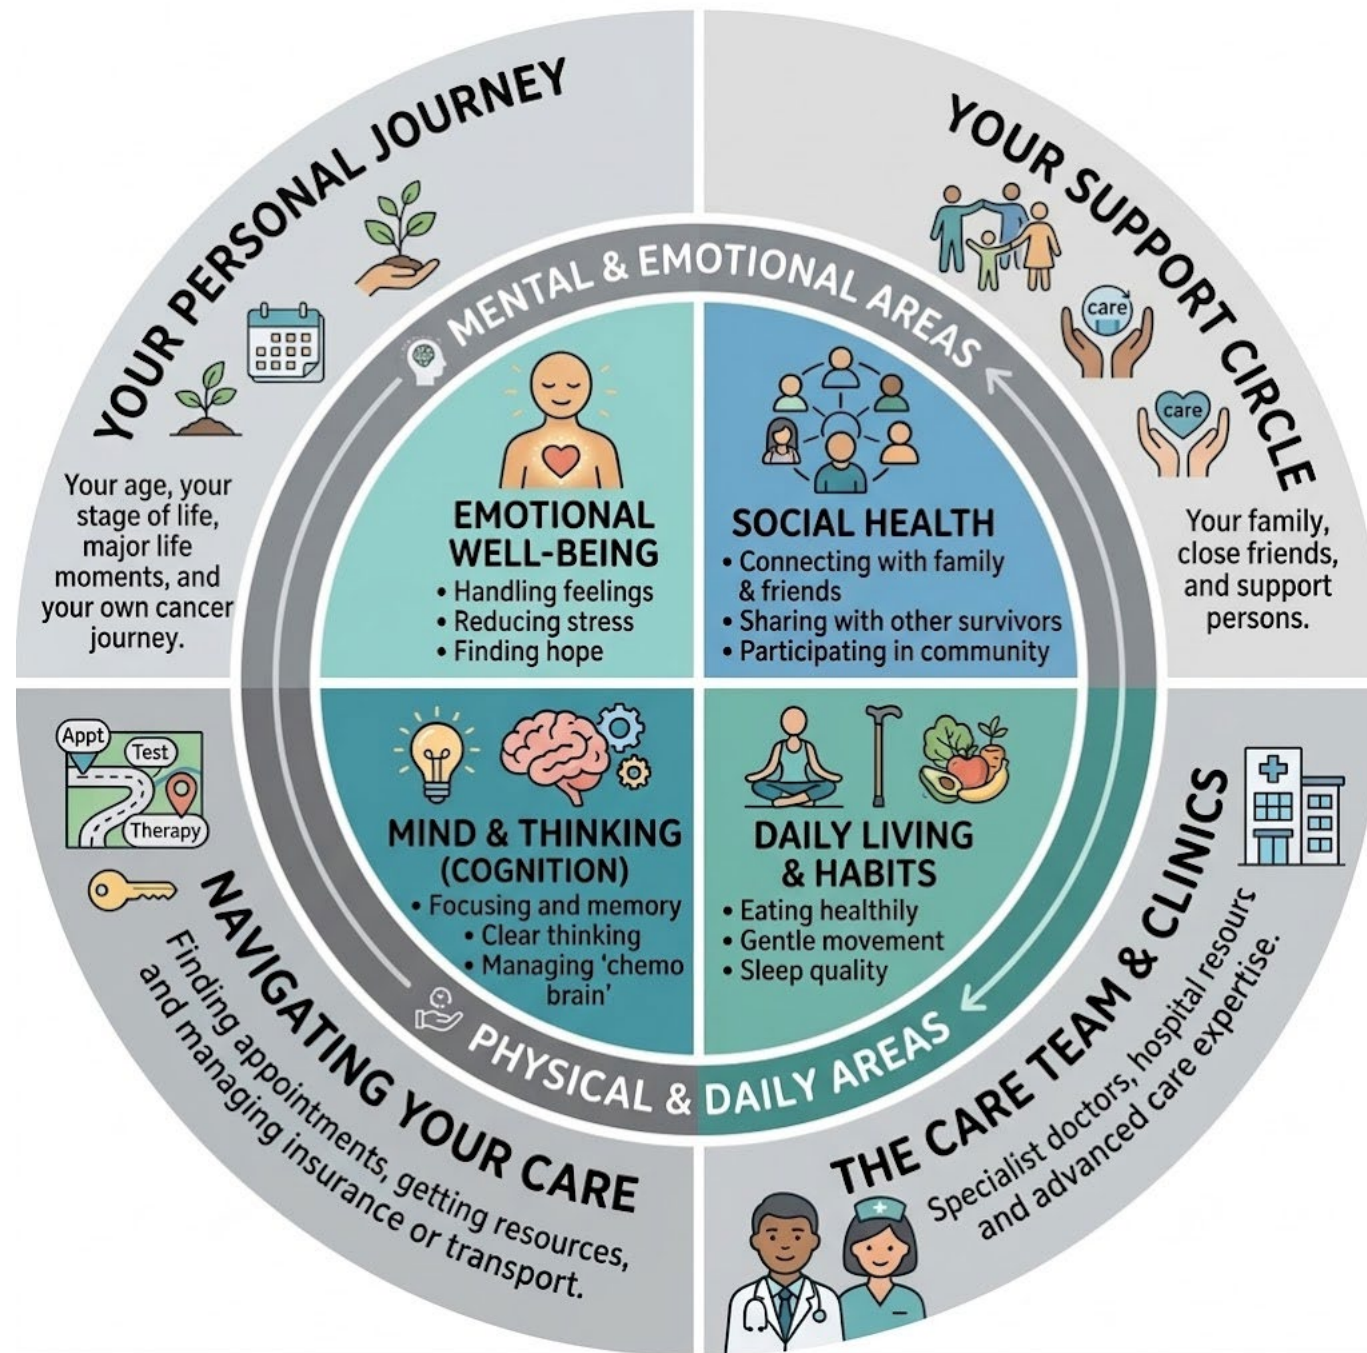 YOUR PERSONAL JOURNEY
Your age, your
stage of life,
major life
moments, and
your own cancer
journey.
YOUR SUPPORT CIRCLE
care
care
Your family,
close friends,
and support
persons.
MENTAL & EMOTIONAL AREAS
EMOTIONAL
WELL-BEING
• Handling feelings
• Reducing stress
• Finding hope
SOCIAL HEALTH
• Connecting with family
& friends
• Sharing with other survivors
• Participating in community
MIND & THINKING
(COGNITION)
• Focusing and memory
• Clear thinking
• Managing 'chemo
brain'
DAILY LIVING
& HABITS
• Eating healthily
• Gentle movement
• Sleep quality
PHYSICAL & DAILY AREAS
Appt
Test
Therapy
NAVIGATING YOUR CARE
Finding appointments, getting resources,
and managing insurance or transport.
THE CARE TEAM & CLINICS
Specialist doctors, hospital resours
and advanced care expertise.